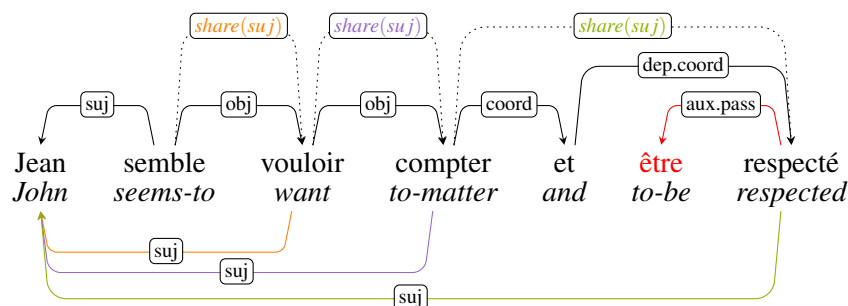 share(suj) share(suj) share(suj)
dep.coord
suj obj obj coord aux.pass
Jean semble vouloir compter et être respecté
John seems-to want to-matter and to-be respected
suj
suj
suj